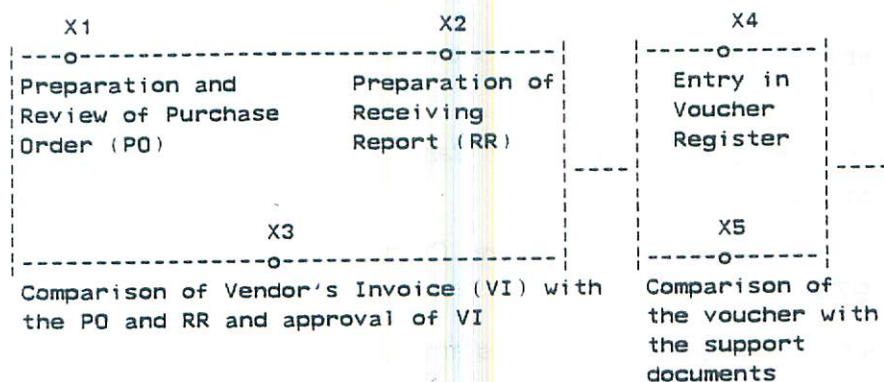 X1 X2 X4
Preparation and Preparation of Entry in
Review of Purchase Receiving Voucher
Order (PO) Report (RR) Register
X3 X5
Comparison of Vendor's Invoice (VI) with Comparison of
the PO and RR and approval of VI the voucher with
the support
documents